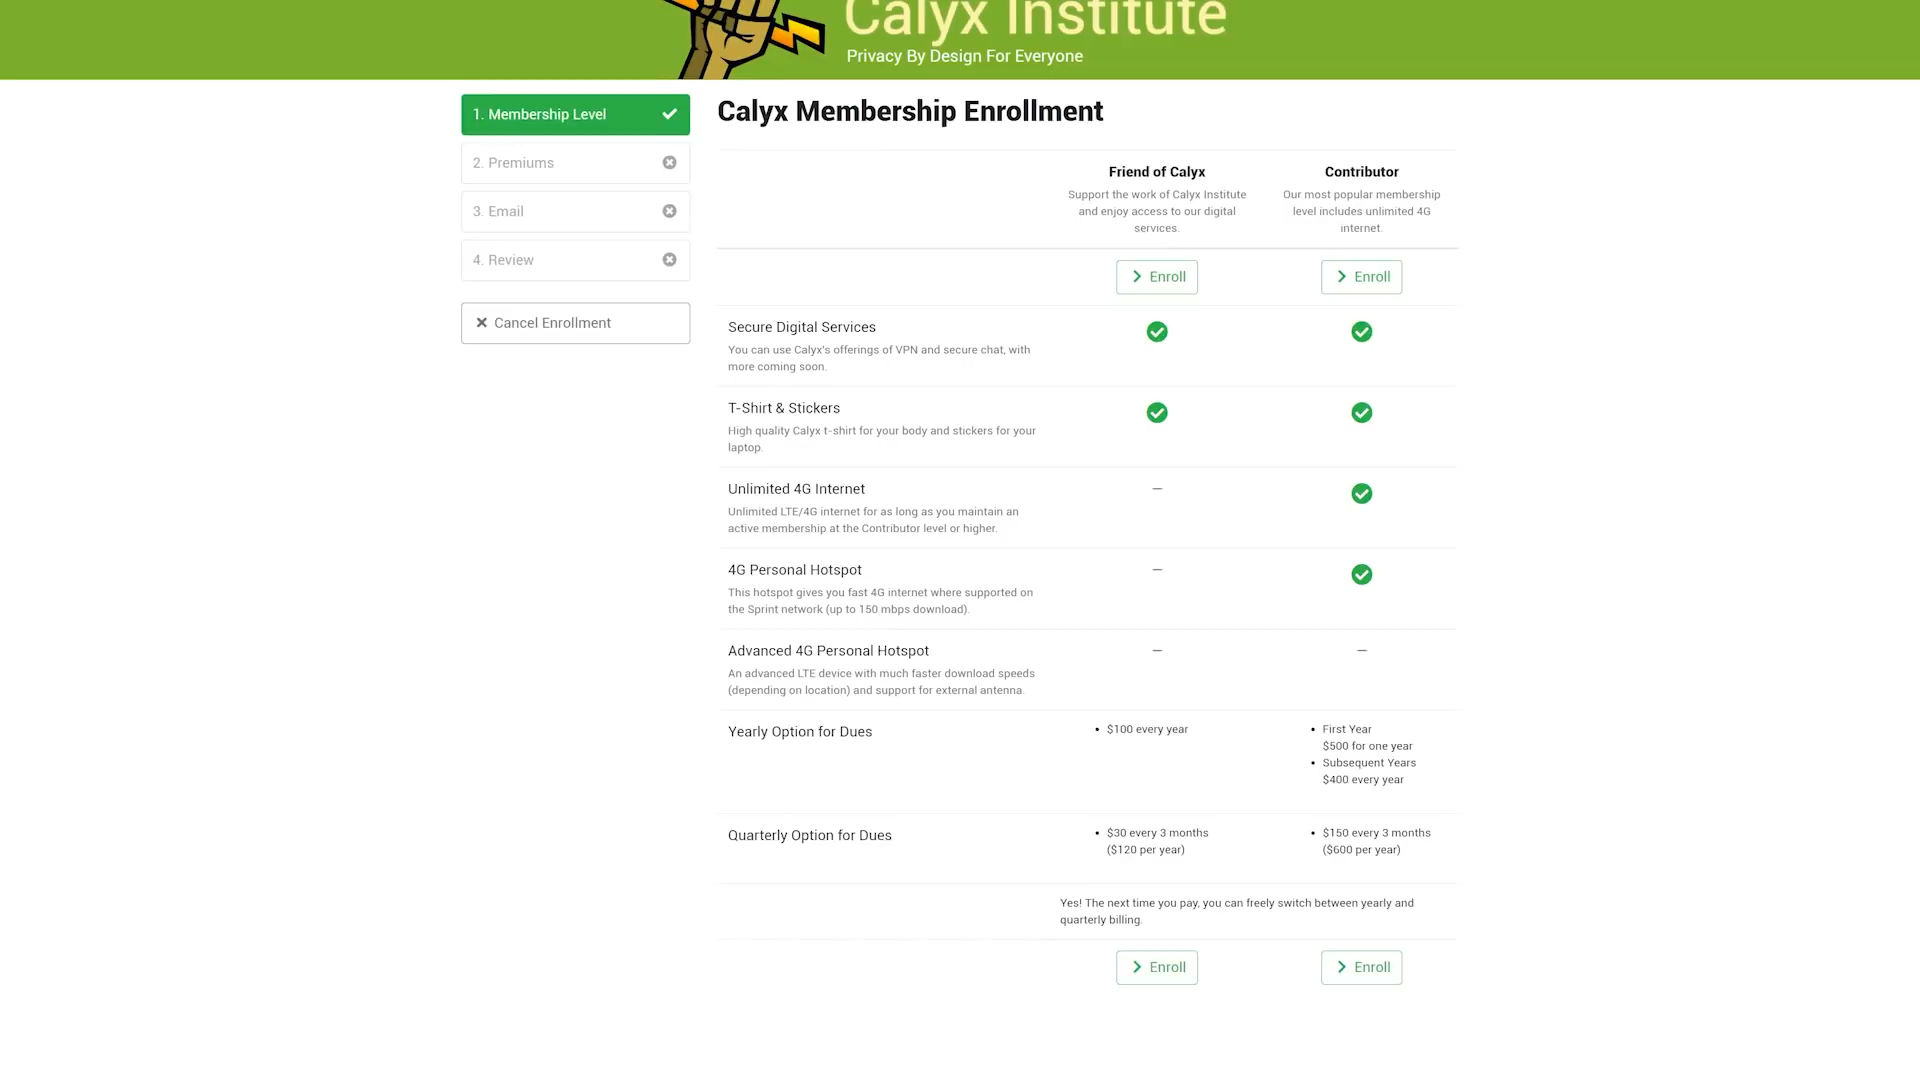 Calyx Institute
Privacy By Design For Everyone
1. Membership Level
2. Premiums
3. Email
4. Review
Cancel Enrollment
Calyx Membership Enrollment
Friend of Calyx
Support the work of Calyx Institute
and enjoy access to our digital
services.
Contributor
Our most popular membership
level includes unlimited 4G
internet.
Enroll
Enroll
Secure Digital Services
You can use Calyx's offerings of VPN and secure chat, with
more coming soon.
T-Shirt & Stickers
High quality Calyx t-shirt for your body and stickers for your
laptop.
Unlimited 4G Internet
—
Unlimited LTE/4G internet for as long as you maintain an
active membership at the Contributor level or higher.
4G Personal Hotspot
—
This hotspot gives you fast 4G internet where supported on
the Sprint network (up to 150 mbps download).
Advanced 4G Personal Hotspot
— —
An advanced LTE device with much faster download speeds
(depending on location) and support for external antenna.
Yearly Option for Dues
• $100 every year
• First Year
$500 for one year
• Subsequent Years
$400 every year
Quarterly Option for Dues
• $30 every 3 months
($120 per year)
• $150 every 3 months
($600 per year)
Yes! The next time you pay, you can freely switch between yearly and
quarterly billing.
Enroll
Enroll